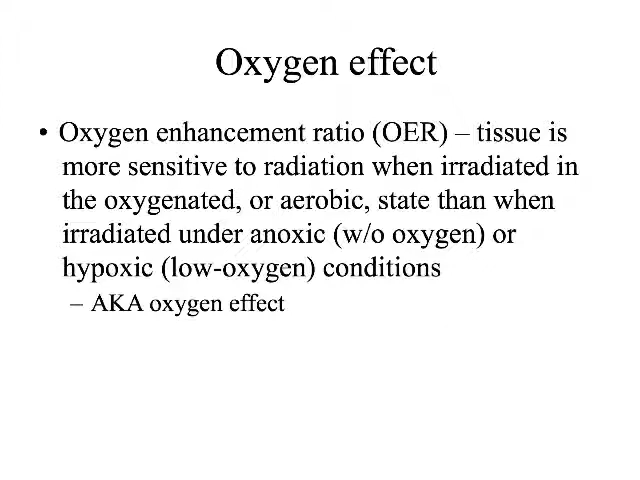 Oxygen effect
• Oxygen enhancement ratio (OER) – tissue is
more sensitive to radiation when irradiated in
the oxygenated, or aerobic, state than when
irradiated under anoxic (w/o oxygen) or
hypoxic (low-oxygen) conditions
– AKA oxygen effect